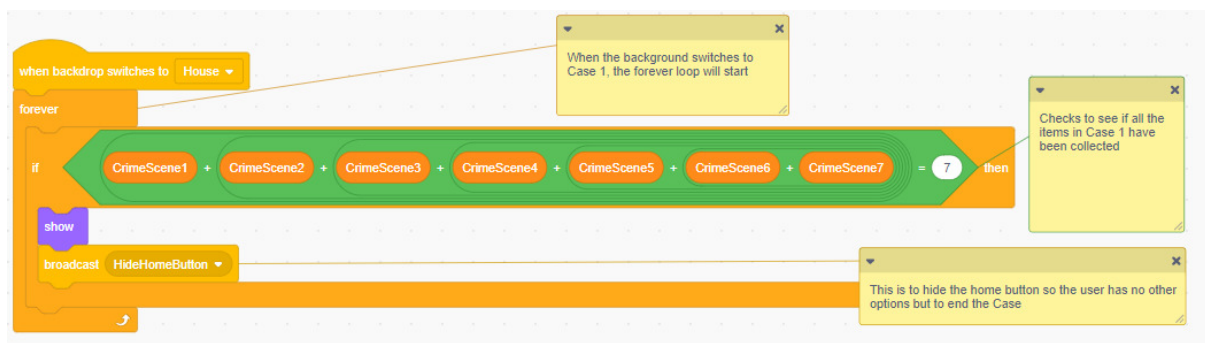 when backdrop switches to House
forever
if CrimeScene1 + CrimeScene2 + CrimeScene3 + CrimeScene4 + CrimeScene5 + CrimeScene6 + CrimeScene7 = 7 then
show
broadcast HideHomeButton
When the background switches to
Case 1, the forever loop will start
Checks to see if all the
items in Case 1 have
been collected
This is to hide the home button so the user has no other
options but to end the Case